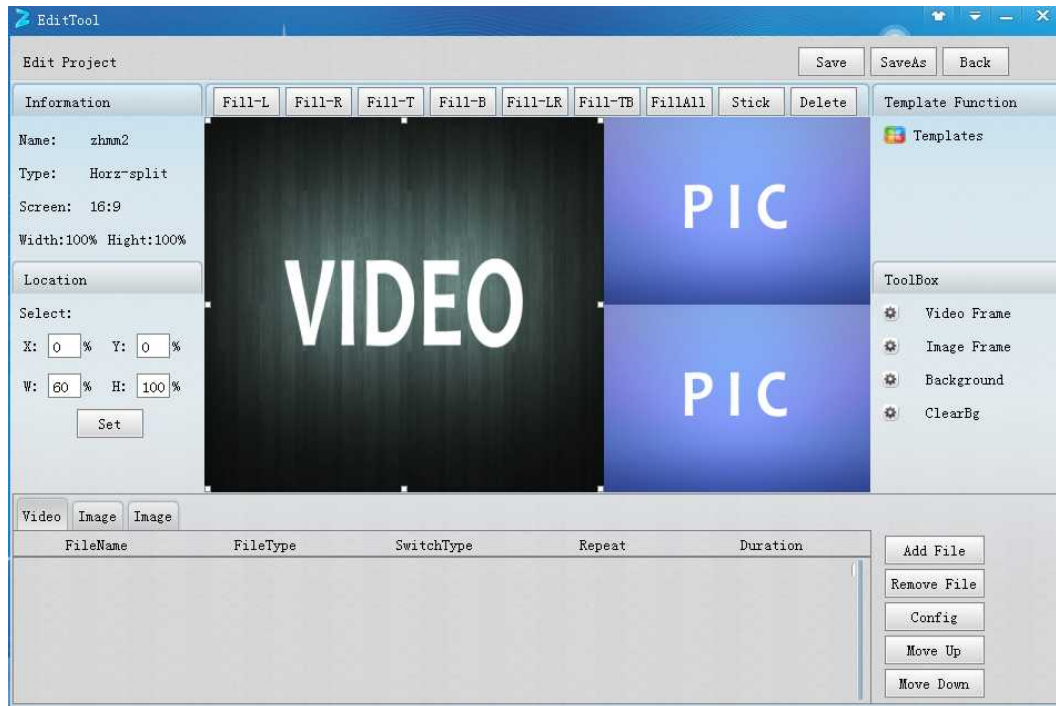 EditTool
Edit Project
Save
SaveAs
Back
Information
Fill-L
Fill-R
Fill-T
Fill-B
Fill-LR
Fill-TB
FillAll
Stick
Delete
Template Function
Name: zhmm2
Type: Horz-split
Screen: 16:9
Width:100% Hight:100%
Templates
VIDEO
PIC
PIC
Location
Select:
X: 0 % Y: 0 %
W: 60 % H: 100 %
Set
ToolBox
Video Frame
Image Frame
Background
ClearBg
Video
Image
Image
FileName
FileType
SwitchType
Repeat
Duration
Add File
Remove File
Config
Move Up
Move Down